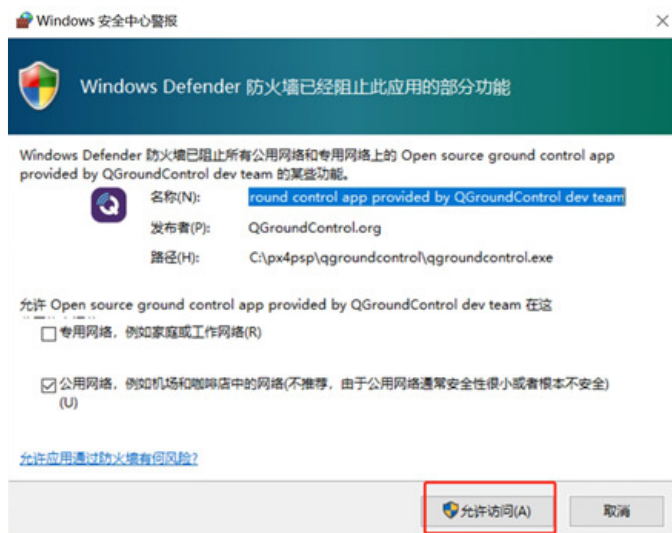 Windows 安全中心警报
Windows Defender 防火墙已经阻止此应用的部分功能
Windows Defender 防火墙已阻止所有公用网络和专用网络上的 Open source ground control app
provided by QGroundControl dev team 的某些功能。
名称(N): round control app provided by QGroundControl dev team
发布者(P): QGroundControl.org
路径(H): C:\px4psp\qgroundcontrol\qgroundcontrol.exe
允许 Open source ground control app provided by QGroundControl dev team 在这
专用网络，例如家庭或工作网络(R)
公用网络，例如机场和咖啡店中的网络(不推荐，由于公用网络通常安全性很小或者根本不安全)
(U)
允许应用通过防火墙有何风险?
允许访问(A) 取消